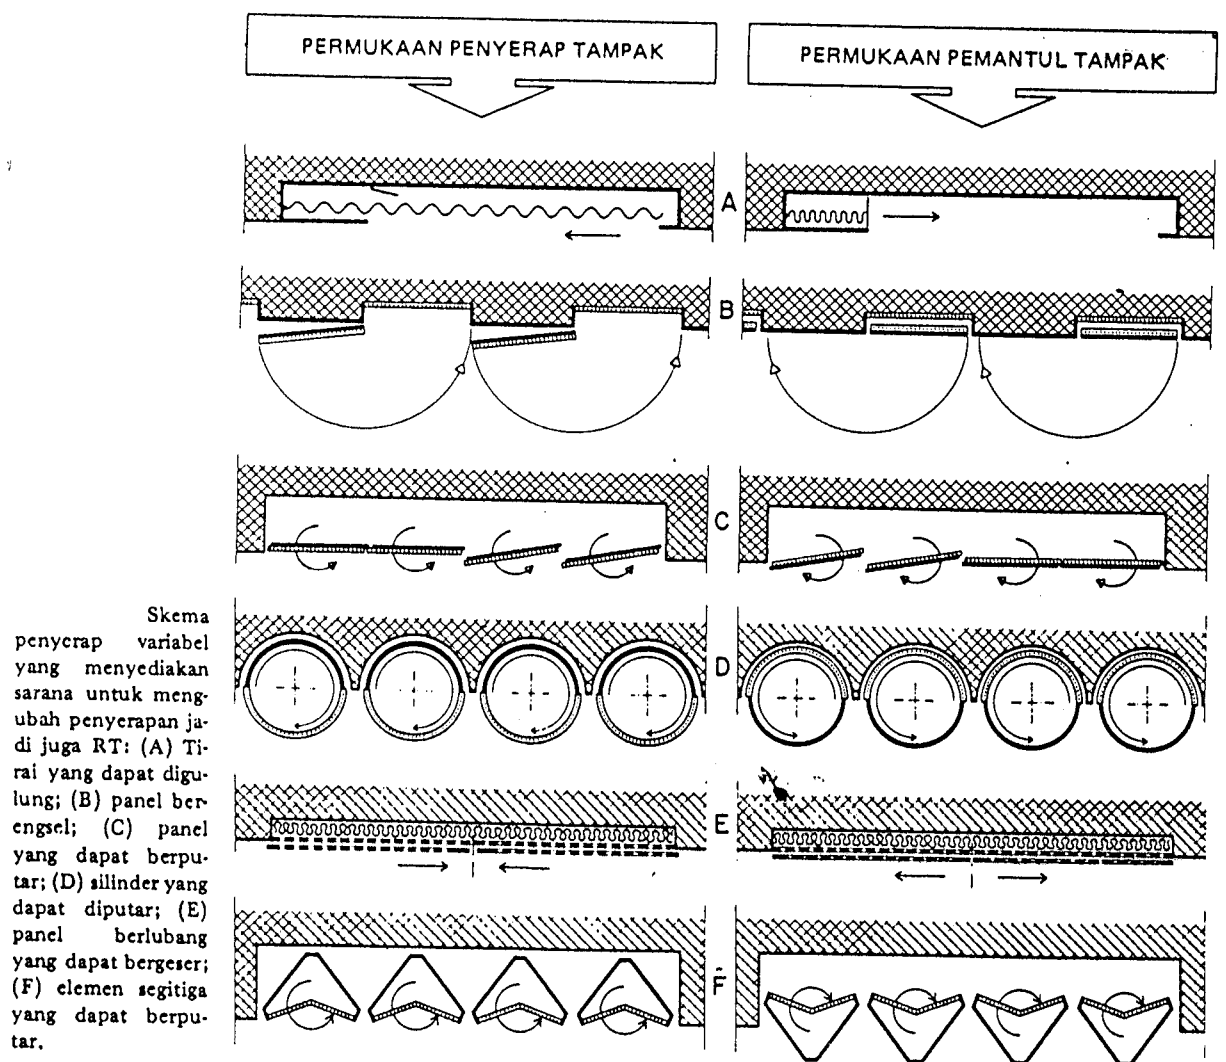 PERMUKAAN PENYERAP TAMPAK
PERMUKAAN PEMANTUL TAMPAK
A
B
C
D
E
F
Skema
penyerap variabel
yang menyediakan
sarana untuk meng-
ubah penyerapan ja-
di juga RT: (A) Ti-
rai yang dapat digu-
lung; (B) panel ber-
engsel; (C) panel
yang dapat berpu-
tar; (D) silinder yang
dapat diputar; (E)
panel berlubang
yang dapat bergeser;
(F) elemen segitiga
yang dapat berpu-
tar.